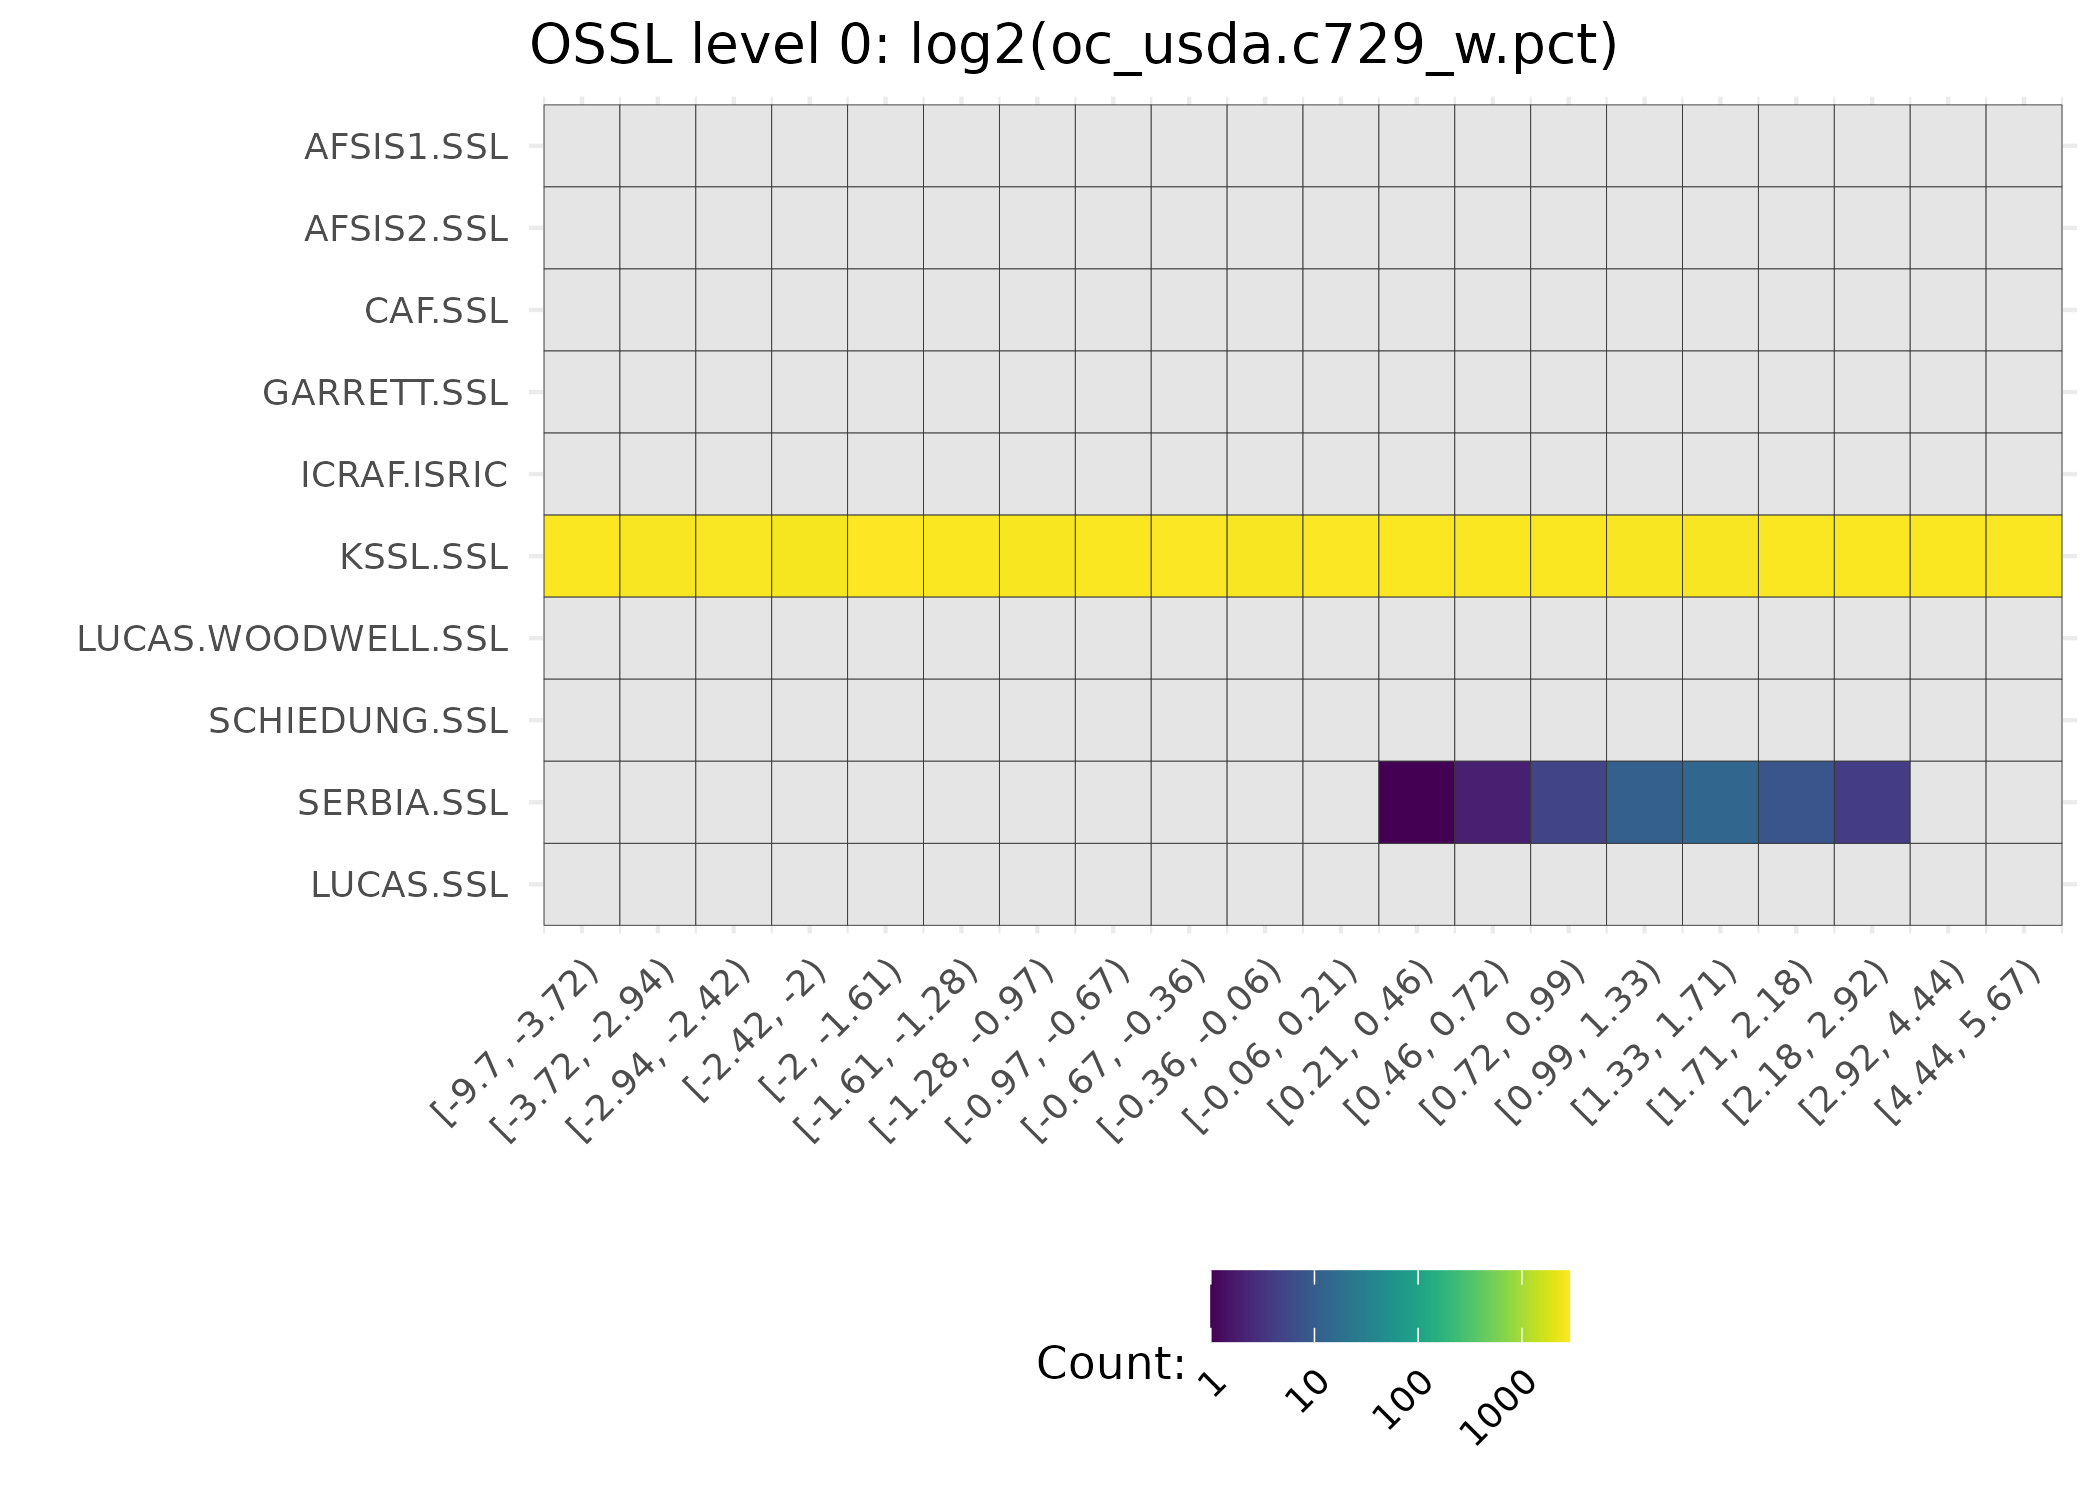 OSSL level 0: log2(oc_usda.c729_w.pct)
AFSIS1.SSL
AFSIS2.SSL
CAF.SSL
GARRETT.SSL
ICRAF.ISRIC
KSSL.SSL
LUCAS.WOODWELL.SSL
SCHIEDUNG.SSL
SERBIA.SSL
LUCAS.SSL
[-9.7, -3.72)
[-3.72, -2.94)
[-2.94, -2.42)
[-2.42, -2)
[-2, -1.61)
[-1.61, -1.28)
[-1.28, -0.97)
[-0.97, -0.67)
[-0.67, -0.36)
[-0.36, -0.06)
[-0.06, 0.21)
[0.21, 0.46)
[0.46, 0.72)
[0.72, 0.99)
[0.99, 1.33)
[1.33, 1.71)
[1.71, 2.18)
[2.18, 2.92)
[2.92, 4.44)
[4.44, 5.67)
Count:
1
10
100
1000